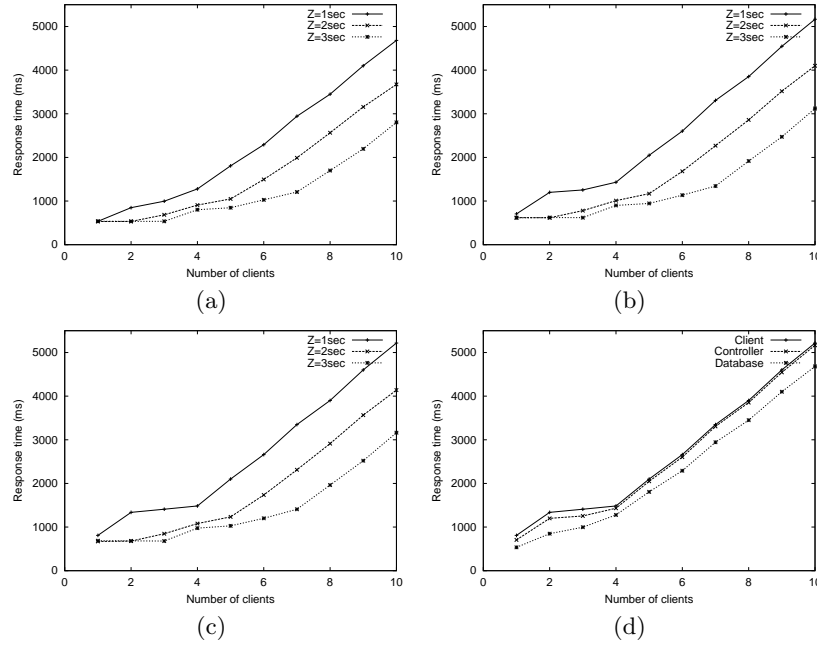 5000
4000
3000
2000
1000
0
Response time (ms)
Z=1sec
Z=2sec
Z=3sec
0 2 4 6 8 10
Number of clients
(a)
5000
4000
3000
2000
1000
0
Response time (ms)
Z=1sec
Z=2sec
Z=3sec
0 2 4 6 8 10
Number of clients
(b)
5000
4000
3000
2000
1000
0
Response time (ms)
Z=1sec
Z=2sec
Z=3sec
0 2 4 6 8 10
Number of clients
(c)
5000
4000
3000
2000
1000
0
Response time (ms)
Client
Controller
Database
0 2 4 6 8 10
Number of clients
(d)